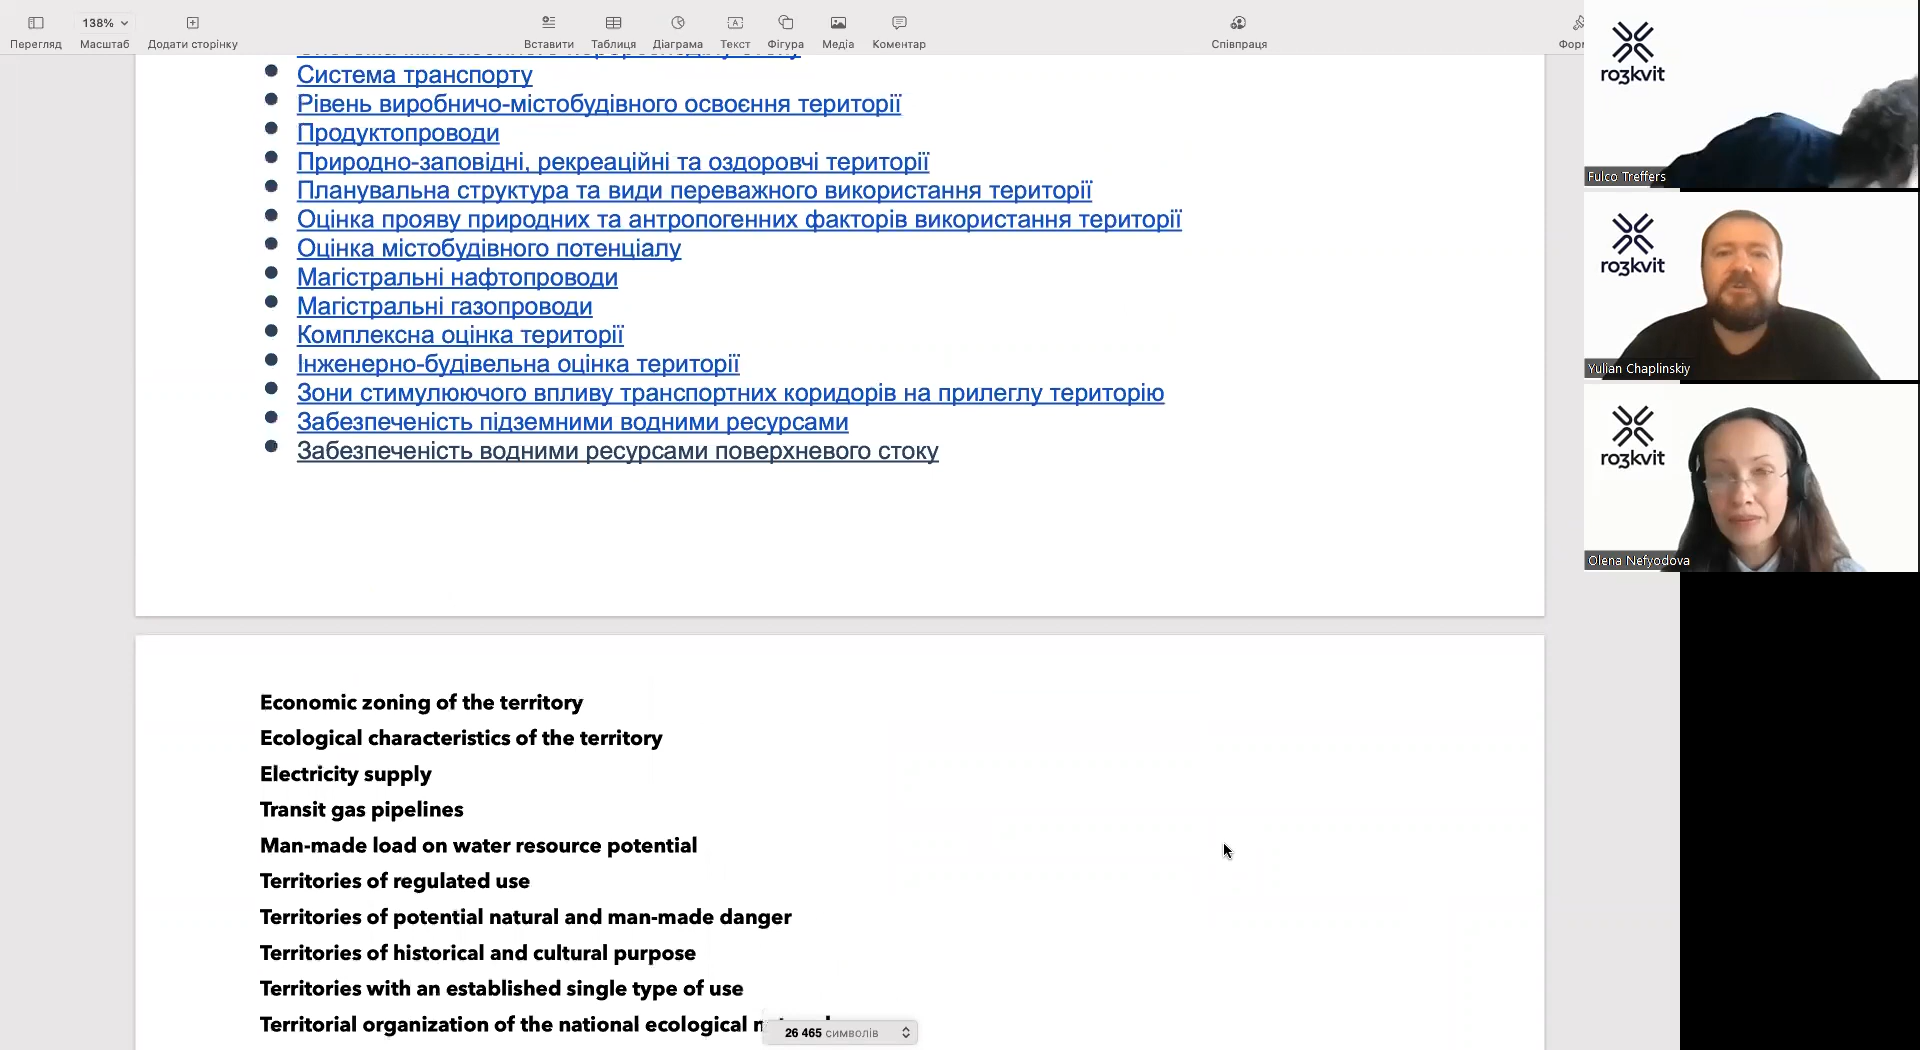 Перегляд
138%
Масштаб
Додати сторінку
Вставити
Таблиця
Діаграма
Текст
Фігура
Медіа
Коментар
Співпраця
Система транспорту
Рівень виробничо-містобудівного освоєння території
Продуктопроводи
Природно-заповідні, рекреаційні та оздоровчі території
Планувальна структура та види переважного використання території
Оцінка прояву природних та антропогенних факторів використання території
Оцінка містобудівного потенціалу
Магістральні нафтопроводи
Магістральні газопроводи
Комплексна оцінка території
Інженерно-будівельна оцінка території
Зони стимулюючого впливу транспортних коридорів на прилеглу територію
Забезпеченість підземними водними ресурсами
Забезпеченість водними ресурсами поверхневого стоку
Economic zoning of the territory
Ecological characteristics of the territory
Electricity supply
Transit gas pipelines
Man-made load on water resource potential
Territories of regulated use
Territories of potential natural and man-made danger
Territories of historical and cultural purpose
Territories with an established single type of use
Territorial organization of the national ecological
26 465 символів
ro3kvit
Fulco Treffers
ro3kvit
Yulian Chaplinskiy
ro3kvit
Olena Nefyodova